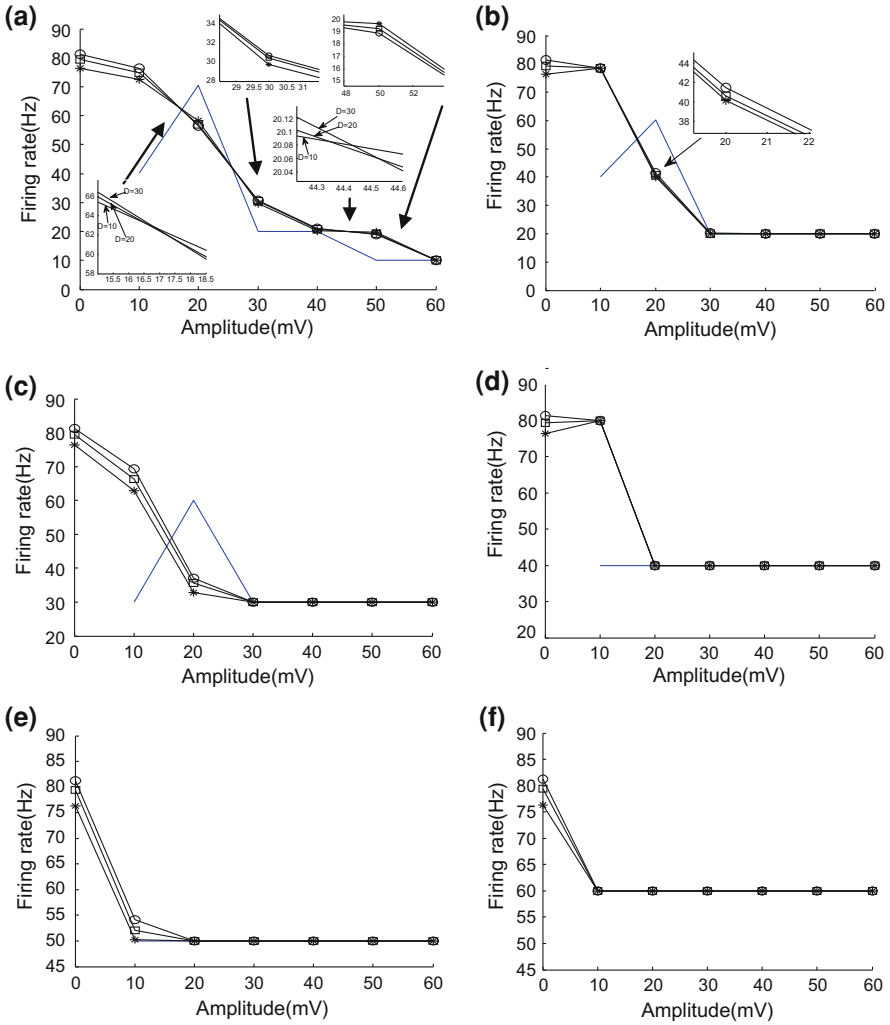 (a)
Firing rate(Hz)
90
80
70
60
50
40
30
20
10
0
0 10 20 30 40 50 60
Amplitude(mV)
34
32
30
28
29 29.5 30 30.5 31
20
19
18
17
16
15
48 50 52
20.12
20.1
20.08
20.06
20.04
D=30
D=20
D=10
44.3 44.4 44.5 44.6
66
64
62
60
58
D=30
D=10
D=20
15.5 16 16.5 17 17.5 18 18.5
(b)
Firing rate(Hz)
90
80
70
60
50
40
30
20
10
0
0 10 20 30 40 50 60
Amplitude(mV)
44
42
40
38
20 21 22
(c)
Firing rate(Hz)
90
80
70
60
50
40
30
20
0 10 20 30 40 50 60
Amplitude(mV)
(d)
Firing rate(Hz)
90
80
70
60
50
40
30
20
0 10 20 30 40 50 60
Amplitude(mV)
(e)
Firing rate(Hz)
90
85
80
75
70
65
60
55
50
45
0 10 20 30 40 50 60
Amplitude(mV)
(f)
Firing rate(Hz)
90
85
80
75
70
65
60
55
50
45
0 10 20 30 40 50 60
Amplitude(mV)